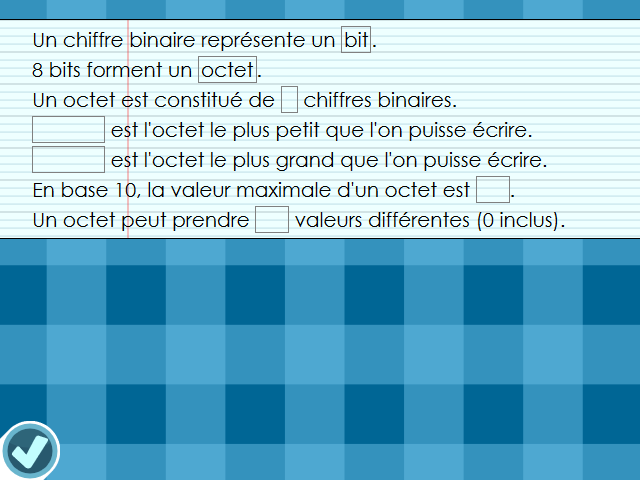 Un chiffre binaire représente un bit.
8 bits forment un octet.
Un octet est constitué de chiffres binaires.
est l'octet le plus petit que l'on puisse écrire.
est l'octet le plus grand que l'on puisse écrire.
En base 10, la valeur maximale d'un octet est .
Un octet peut prendre valeurs différentes (0 inclus).